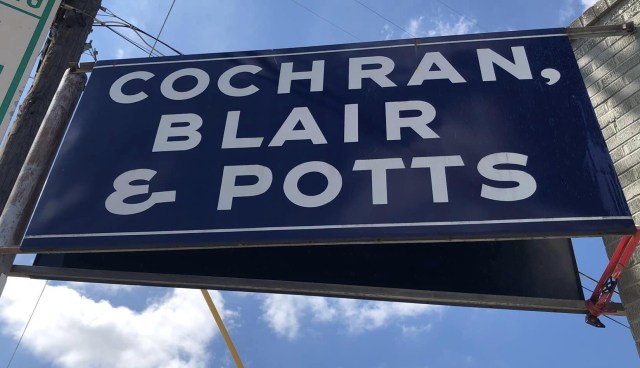 COCHRAN,
BLAIR
& POTTS